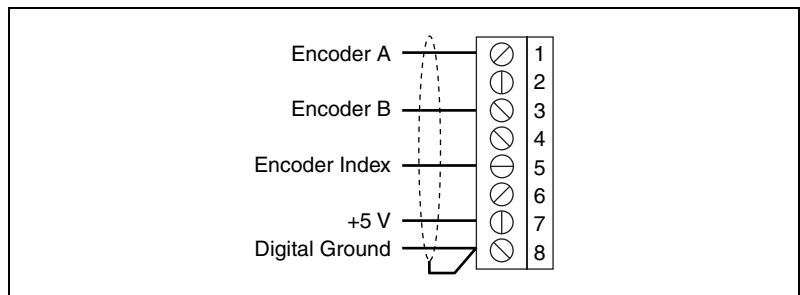 Encoder A 1
2
Encoder B 3
4
Encoder Index 5
6
+5 V 7
Digital Ground 8